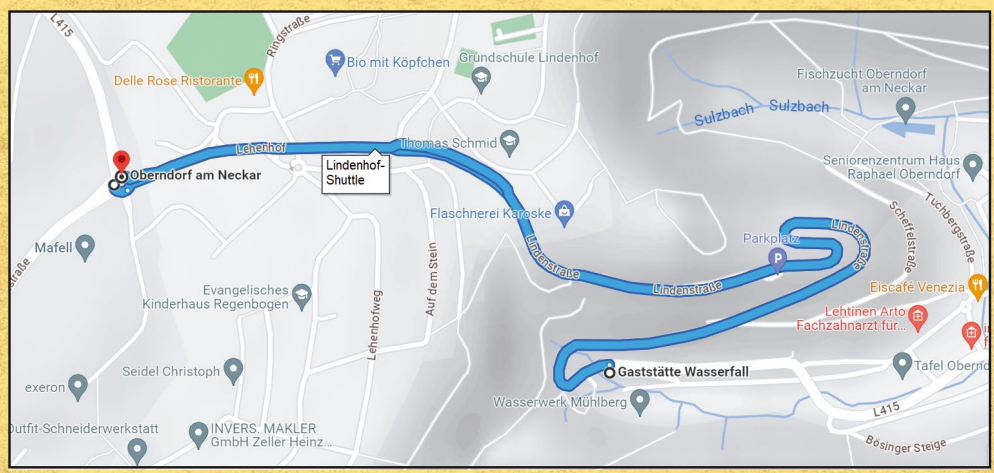 L415
Ringstraße
Bio mit Köpfchen
Grundschule Lindenhof
Delle Rose Ristorante
Fischzucht Oberndorf
am Neckar
Sulzbach
Sulzbach
Lehenhof
Thomas Schmid
Lindenhof-
Shuttle
Oberndorf am Neckar
Seniorenzentrum Haus
Raphael Oberndorf
Tuchbergstraße
Scheffelstraße
Flaschnerei Karoske
Lindenstraße
Parkplatz
P
Lindenstraße
Mafell
straße
Auf dem Stein
Lindenstraße
Evangelisches
Kinderhaus Regenbogen
Eiscafé Venezia
Lehtinen Arto
Fachzahnarzt für...
Lehenhofweg
Seidel Christoph
Gaststätte Wasserfall
Tafel Obernd
exeron
Wasserwerk Mühlberg
L415
Outfit-Schneiderwerkstatt
INVERS. MAKLER
GmbH Zeller Heinz...
Bösinger Steige